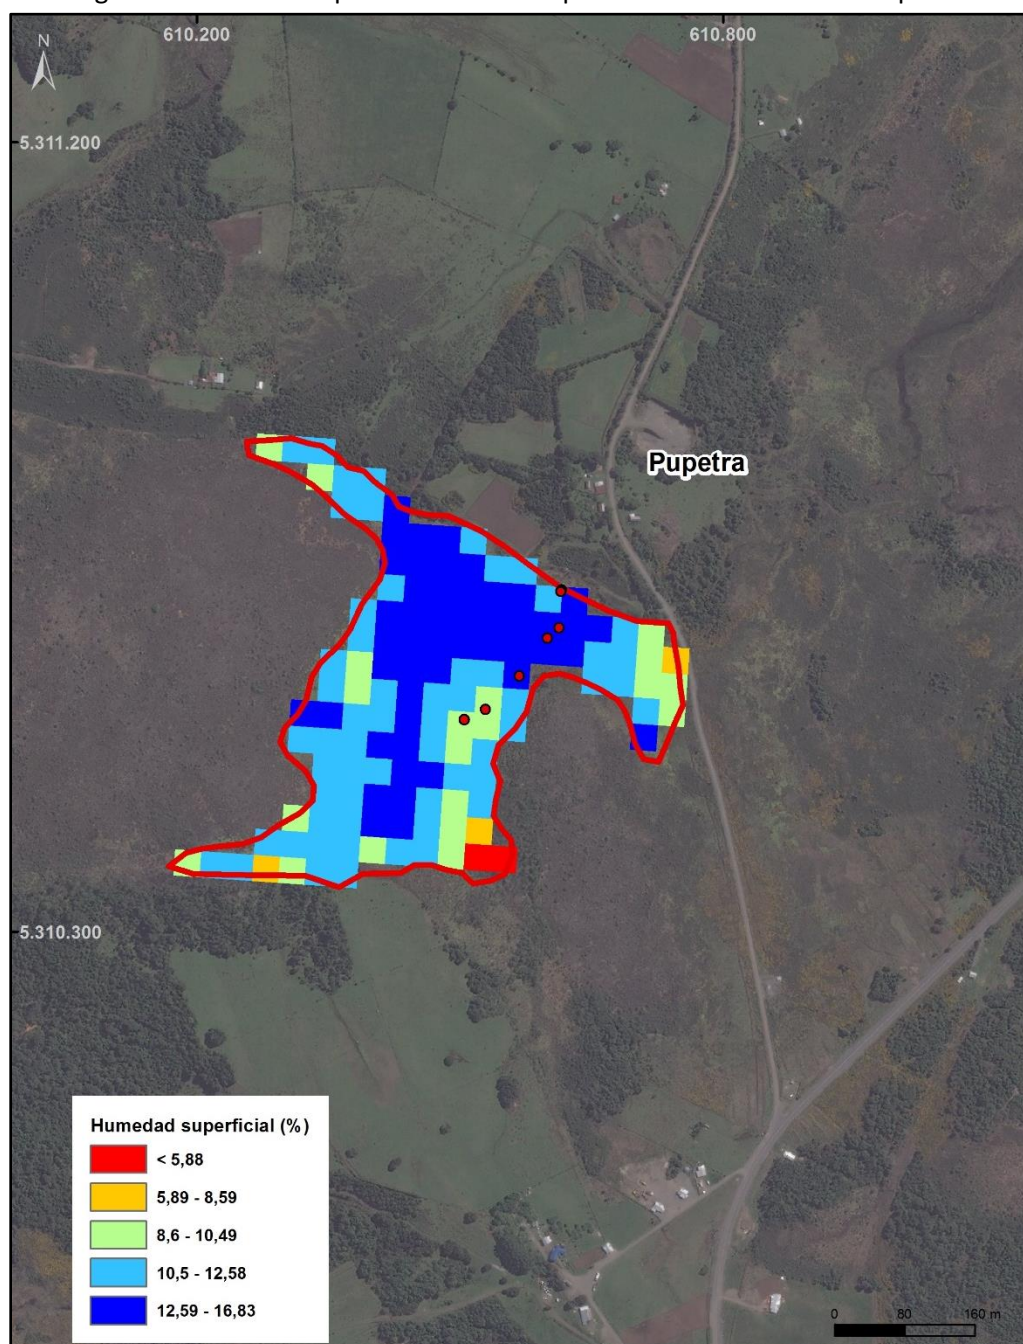 610.200
610.800
N
5.311.200
Pupetra
5.310.300
Humedad superficial (%)
< 5,88
5,89 - 8,59
8,6 - 10,49
10,5 - 12,58
12,59 - 16,83
0 80 160 m